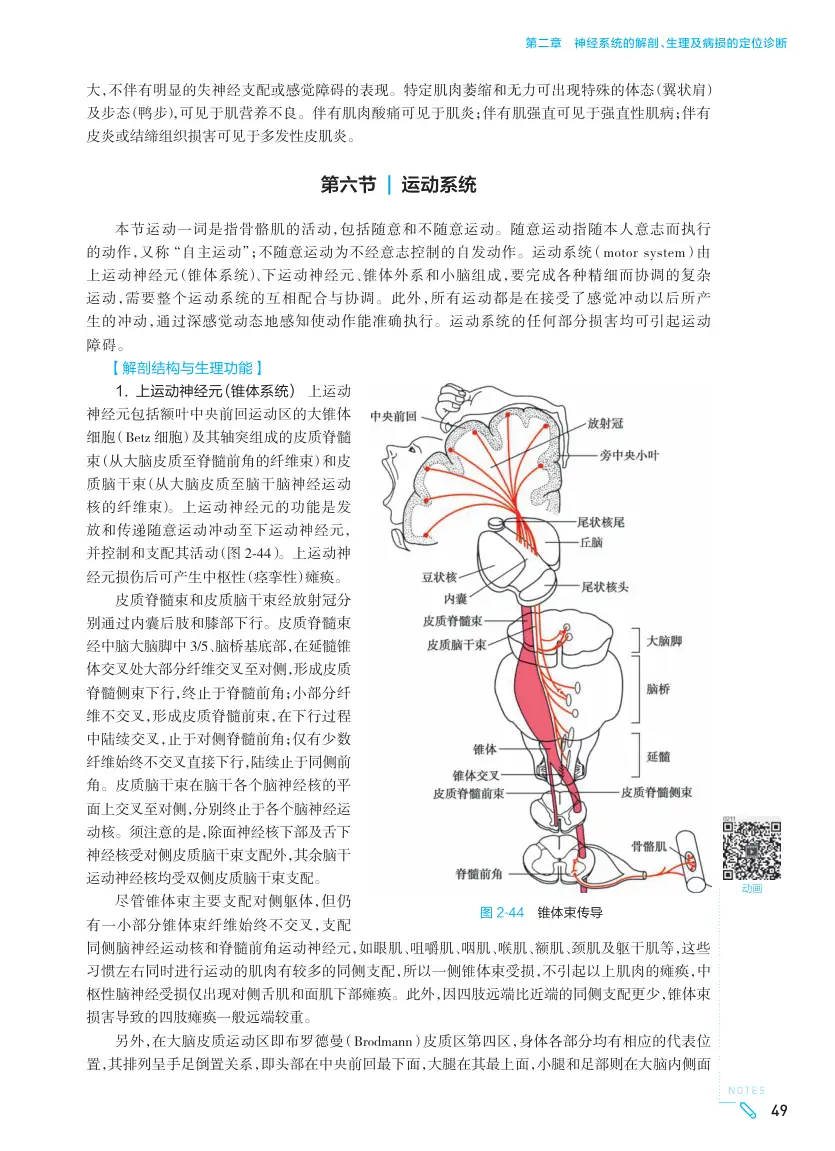 第二章 神经系统的解剖、生理及病损的定位诊断
大,不伴有明显的失神经支配或感觉障碍的表现。特定肌肉萎缩和无力可出现特殊的体态(翼状肩)
及步态(鸭步),可见于肌营养不良。伴有肌肉酸痛可见于肌炎;伴有肌强直可见于强直性肌病;伴有
皮炎或结缔组织损害可见于多发性皮肌炎。
第六节 | 运动系统
本节运动一词是指骨骼肌的活动,包括随意和不随意运动。随意运动指随本人意志而执行
的动作,又称 “自主运动”;不随意运动为不经意志控制的自发动作。运动系统(motor system)由
上运动神经元(锥体系统)、下运动神经元、锥体外系和小脑组成,要完成各种精细而协调的复杂
运动,需要整个运动系统的互相配合与协调。此外,所有运动都是在接受了感觉冲动以后所产
生的冲动,通过深感觉动态地感知使动作能准确执行。运动系统的任何部分损害均可引起运动
障碍。
【解剖结构与生理功能】
1. 上运动神经元(锥体系统) 上运动
神经元包括额叶中央前回运动区的大锥体
细胞(Betz 细胞)及其轴突组成的皮质脊髓
束(从大脑皮质至脊髓前角的纤维束)和皮
质脑干束(从大脑皮质至脑干脑神经运动
核的纤维束)。上运动神经元的功能是发
放和传递随意运动冲动至下运动神经元,
并控制和支配其活动(图 2-44)。上运动神
经元损伤后可产生中枢性(痉挛性)瘫痪。
皮质脊髓束和皮质脑干束经放射冠分
别通过内囊后肢和膝部下行。皮质脊髓束
经中脑大脑脚中 3/5、脑桥基底部,在延髓锥
体交叉处大部分纤维交叉至对侧,形成皮质
脊髓侧束下行,终止于脊髓前角;小部分纤
维不交叉,形成皮质脊髓前束,在下行过程
中陆续交叉,止于对侧脊髓前角;仅有少数
纤维始终不交叉直接下行,陆续止于同侧前
角。皮质脑干束在脑干各个脑神经核的平
面上交叉至对侧,分别终止于各个脑神经运
动核。须注意的是,除面神经核下部及舌下
神经核受对侧皮质脑干束支配外,其余脑干
运动神经核均受双侧皮质脑干束支配。
尽管锥体束主要支配对侧躯体,但仍
有一小部分锥体束纤维始终不交叉,支配
同侧脑神经运动核和脊髓前角运动神经元,如眼肌、咀嚼肌、咽肌、喉肌、额肌、颈肌及躯干肌等,这些
习惯左右同时进行运动的肌肉有较多的同侧支配,所以一侧锥体束受损,不引起以上肌肉的瘫痪,中
枢性脑神经受损仅出现对侧舌肌和面肌下部瘫痪。此外,因四肢远端比近端的同侧支配更少,锥体束
损害导致的四肢瘫痪一般远端较重。
另外,在大脑皮质运动区即布罗德曼(Brodmann)皮质区第四区,身体各部分均有相应的代表位
置,其排列呈手足倒置关系,即头部在中央前回最下面,大腿在其最上面,小腿和足部则在大脑内侧面
中央前回
放射冠
旁中央小叶
尾状核尾
丘脑
豆状核
内囊
尾状核头
皮质脊髓束
皮质脑干束
大脑脚
脑桥
锥体
延髓
锥体交叉
皮质脊髓前束
皮质脊髓侧束
骨骼肌
脊髓前角
图 2-44 锥体束传导
动画
NOTES
49